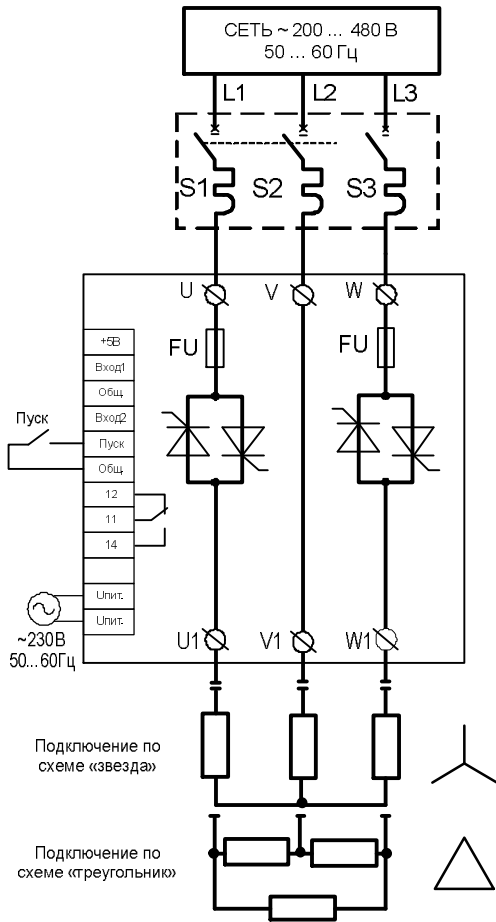 СЕТЬ ~ 200 ... 480 В
50 ... 60 Гц
L1
L2
L3
S1
S2
S3
U
V
W
FU
FU
+5В
Вход1
Общ.
Вход2
Пуск
Пуск
Общ.
12
11
14
Uпит.
Uпит.
~230В
50...60Гц
U1
V1
W1
Подключение по
схеме «звезда»
Подключение по
схеме «треугольник»